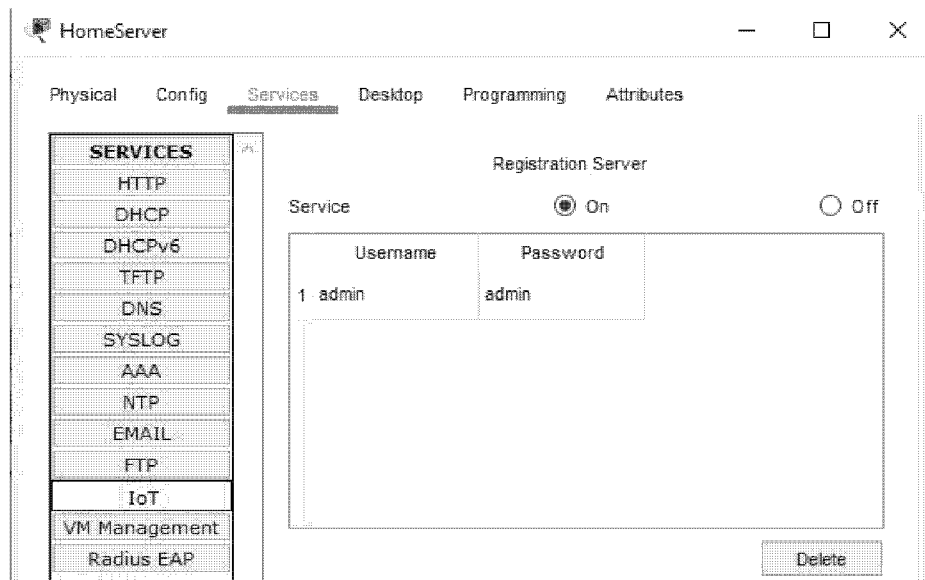 HomeServer
Physical Config Services Desktop Programming Attributes
SERVICES
HTTP
DHCP
DHCPv6
TFTP
DNS
SYSLOG
AAA
NTP
EMAIL
FTP
IoT
VM Management
Radius EAP
Registration Server
Service On Off
Username Password
1 admin admin
Delete